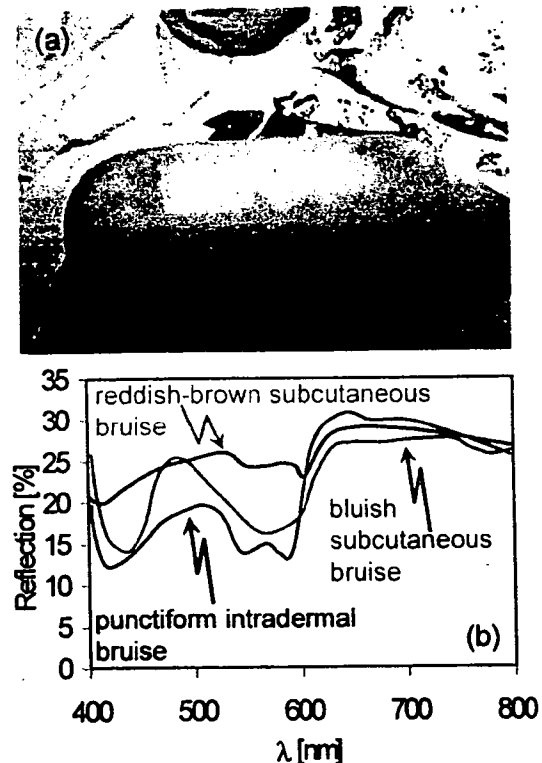 (a)
35
30
25
20
15
10
5
0
Reflection [%]
reddish-brown subcutaneous
bruise
bluish
subcutaneous
bruise
punctiform intradermal
bruise
(b)
400 500 600 700 800
λ [nm]